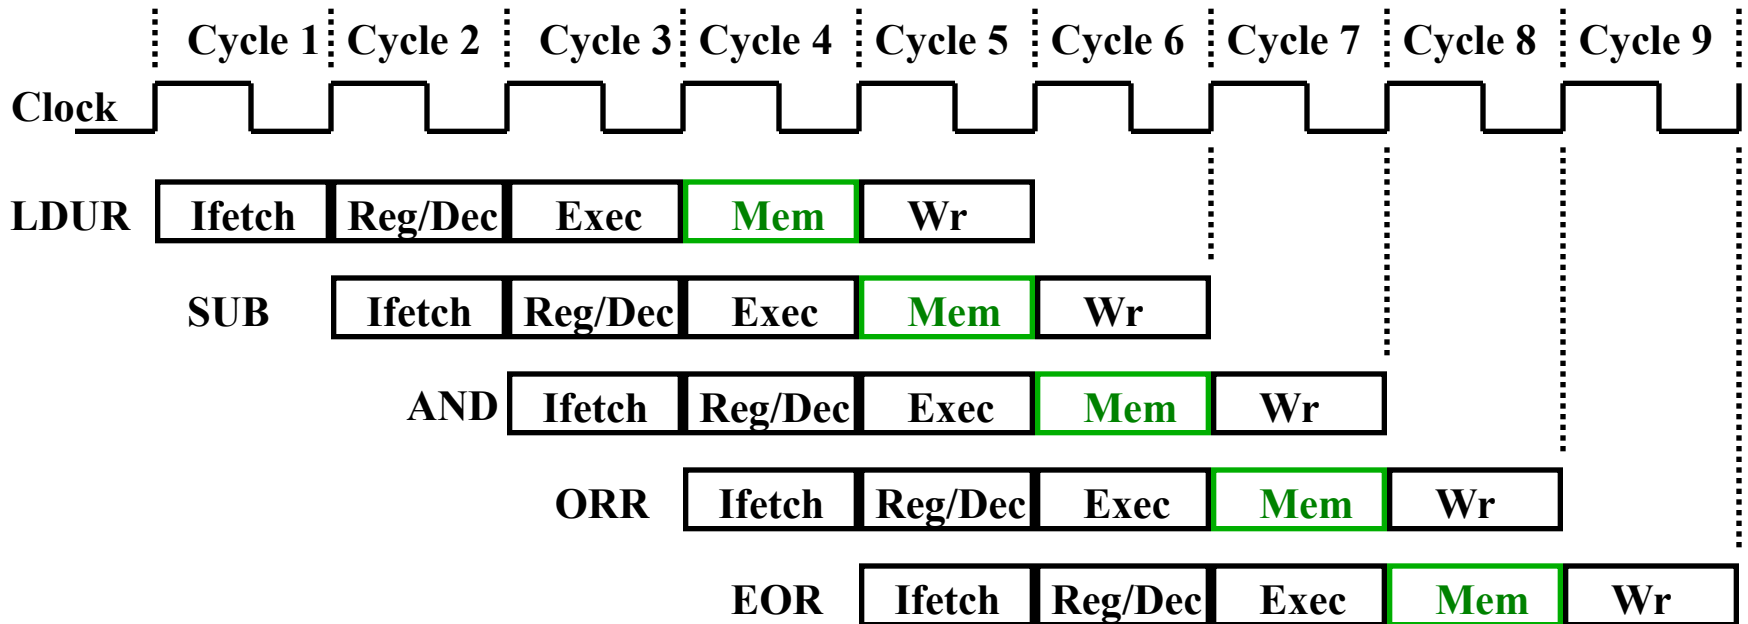 Cycle 1 Cycle 2 Cycle 3 Cycle 4 Cycle 5 Cycle 6 Cycle 7 Cycle 8 Cycle 9
Clock
LDUR Ifetch Reg/Dec Exec Mem Wr
SUB Ifetch Reg/Dec Exec Mem Wr
AND Ifetch Reg/Dec Exec Mem Wr
ORR Ifetch Reg/Dec Exec Mem Wr
EOR Ifetch Reg/Dec Exec Mem Wr